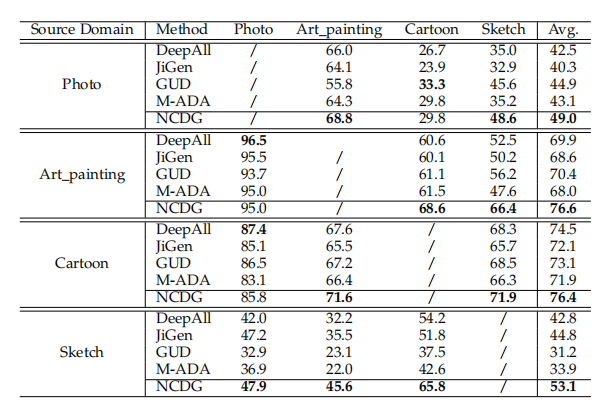 Source Domain Method Photo Art_painting Cartoon Sketch Avg.
DeepAll / 66.0 26.7 35.0 42.5
JiGen / 64.1 23.9 32.9 40.3
Photo GUD / 55.8 33.3 45.6 44.9
M-ADA / 64.3 29.8 35.2 43.1
NCDG / 68.8 29.8 48.6 49.0
DeepAll 96.5 60.6 52.5 69.9
JiGen 95.5 / 60.1 50.2 68.6
Art_painting GUD 93.7 / 61.1 56.2 70.4
M-ADA 95.0 / 61.5 47.6 68.0
NCDG 95.0 / 68.6 66.4 76.6
DeepAll 87.4 67.6 / 68.3 74.5
JiGen 85.1 65.5 / 65.7 72.1
Cartoon GUD 86.5 67.2 / 68.5 73.1
M-ADA 83.1 66.4 / 66.3 71.9
NCDG 85.8 71.6 / 71.9 76.4
DeepAll 42.0 32.2 54.2 / 42.8
JiGen 47.2 35.5 51.8 / 44.8
Sketch GUD 32.9 23.1 37.5 / 31.2
M-ADA 36.9 22.0 42.6 / 33.9
NCDG 47.9 45.6 65.8 / 53.1